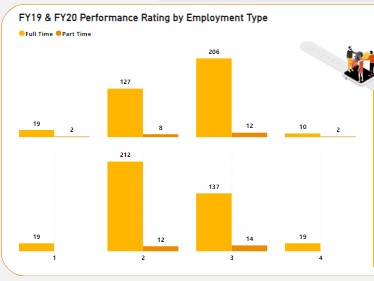 FY19 & FY20 Performance Rating by Employment Type
Full Time Part Time
206
127
19 2 8 12 10 2
212
137
19 12 14 19
1 2 3 4